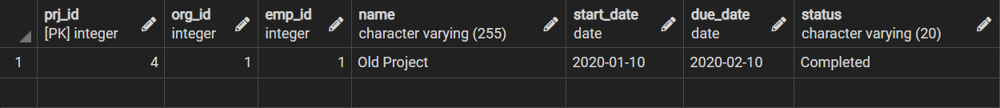 prj_id org_id emp_id name start_date due_date status
[PK] integer integer integer character varying (255) date date character varying (20)
1 4 1 1 Old Project 2020-01-10 2020-02-10 Completed